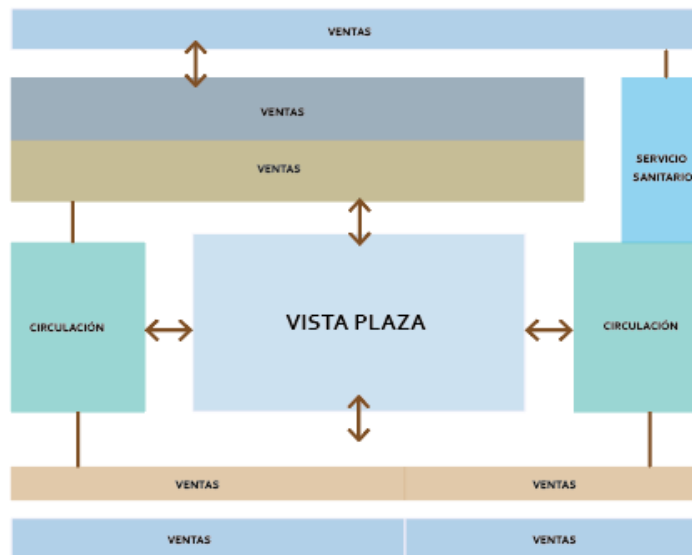 VENTAS
VENTAS
VENTAS
SERVICIO
SANITARIO
CIRCULACIÓN
VISTA PLAZA
CIRCULACIÓN
VENTAS
VENTAS
VENTAS
VENTAS